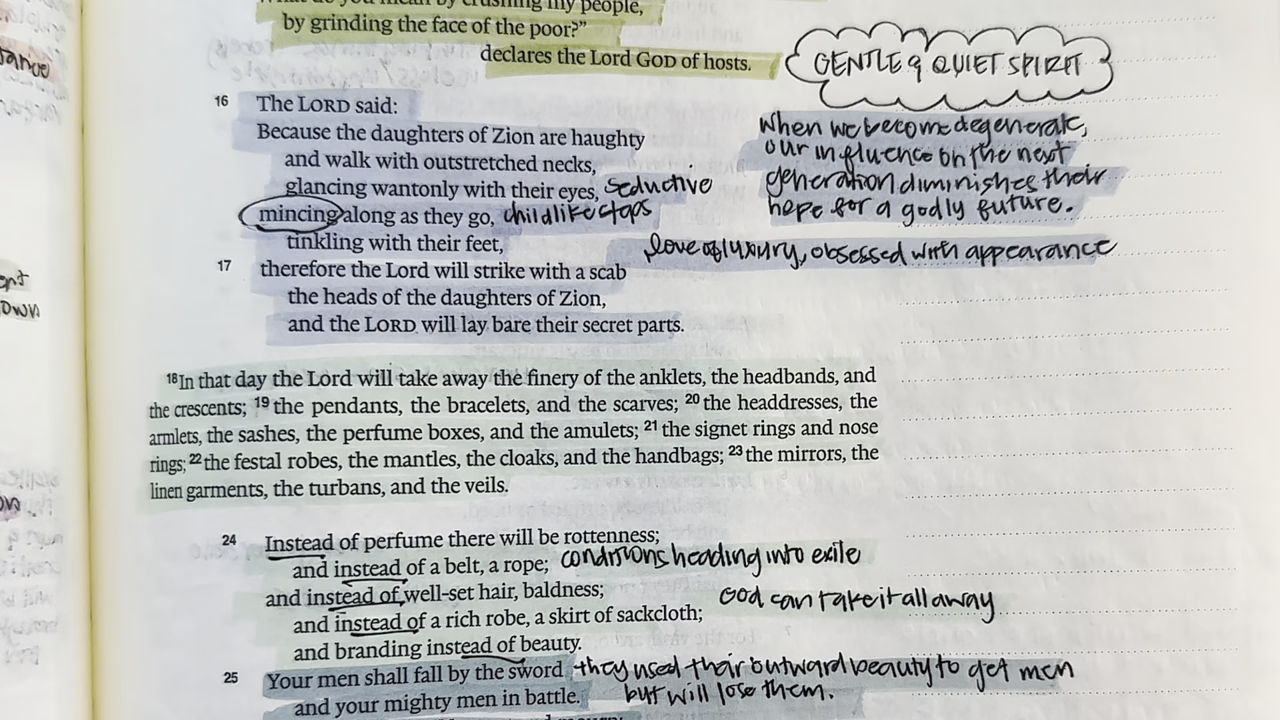 by grinding the face of the poor?"
declares the Lord GOD of hosts.
GENTLE & QUIET SPIRIT
16 The LORD said:
Because the daughters of Zion are haughty
and walk with outstretched necks,
glancing wantonly with their eyes, seductive
mincing along as they go, childlike steps
tinkling with their feet,
when we become degenerate,
our influence on the next
generation diminishes their
hope for a godly future.
love of luxury, obsessed with appearance
17 therefore the Lord will strike with a scab
the heads of the daughters of Zion,
and the LORD will lay bare their secret parts.
18 In that day the Lord will take away the finery of the anklets, the headbands, and
the crescents; 19 the pendants, the bracelets, and the scarves; 20 the headdresses, the
armlets, the sashes, the perfume boxes, and the amulets; 21 the signet rings and nose
rings; 22 the festal robes, the mantles, the cloaks, and the handbags; 23 the mirrors, the
linen garments, the turbans, and the veils.
24 Instead of perfume there will be rottenness;
and instead of a belt, a rope; conditions heading into exile
and instead of well-set hair, baldness;
God can take it all away
and instead of a rich robe, a skirt of sackcloth;
and branding instead of beauty.
25 Your men shall fall by the sword they used their outward beauty to get men
and your mighty men in battle. but will lose them.